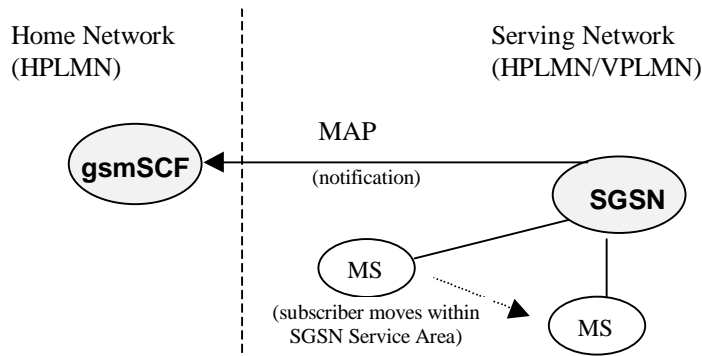 Home Network
(HPLMN)
Serving Network
(HPLMN/VPLMN)
MAP
(notification)
gsmSCF
SGSN
MS
(subscriber moves within
SGSN Service Area)
MS